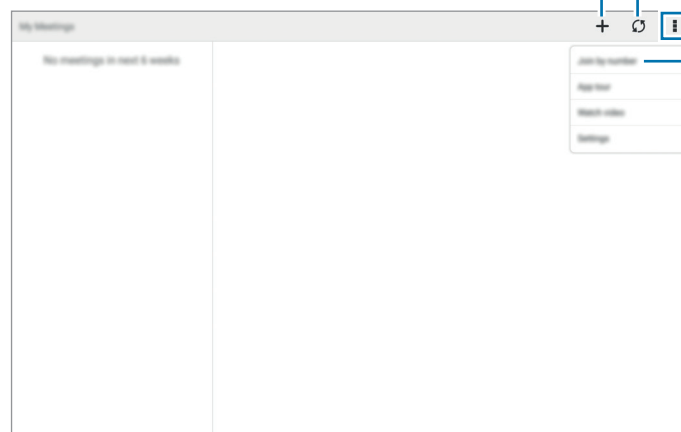 My Meetings
No meetings in next 6 weeks
Join by number
App tour
Watch video
Settings